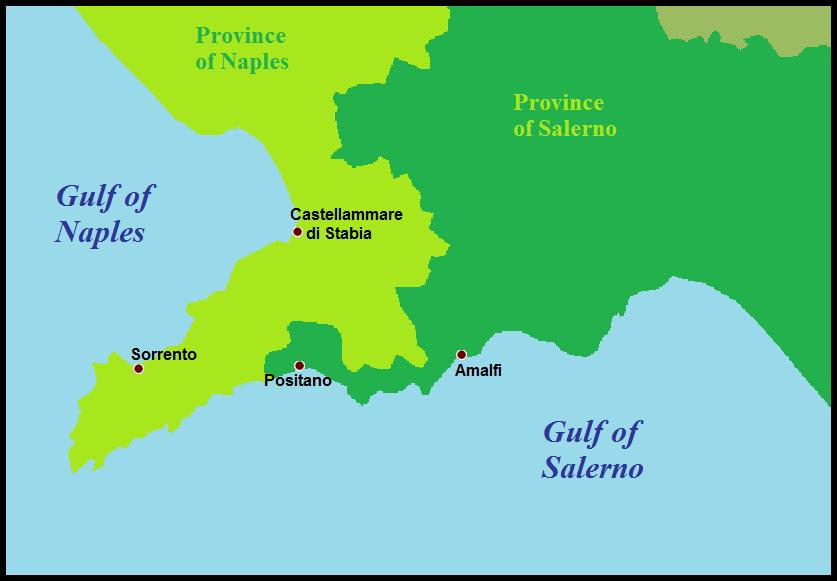 Province
of Naples
Province
of Salerno
Gulf of
Naples
Castellammare
di Stabia
Sorrento
Positano
Amalfi
Gulf of
Salerno